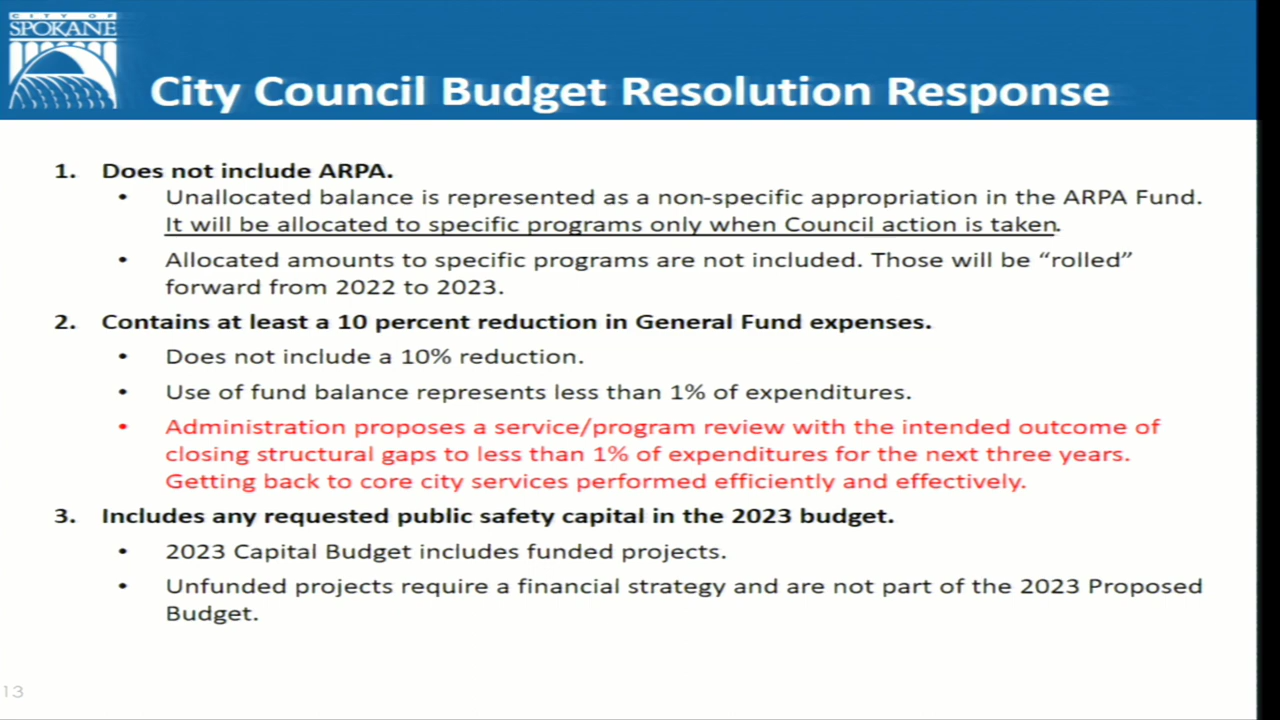 CITY OF
SPOKANE
City Council Budget Resolution Response
1. Does not include ARPA.
• Unallocated balance is represented as a non-specific appropriation in the ARPA Fund.
It will be allocated to specific programs only when Council action is taken.
• Allocated amounts to specific programs are not included. Those will be “rolled”
forward from 2022 to 2023.
2. Contains at least a 10 percent reduction in General Fund expenses.
• Does not include a 10% reduction.
• Use of fund balance represents less than 1% of expenditures.
• Administration proposes a service/program review with the intended outcome of
closing structural gaps to less than 1% of expenditures for the next three years.
Getting back to core city services performed efficiently and effectively.
3. Includes any requested public safety capital in the 2023 budget.
• 2023 Capital Budget includes funded projects.
• Unfunded projects require a financial strategy and are not part of the 2023 Proposed
Budget.
13